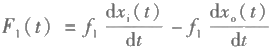 F₁(t) = f₁ dxᵢ(t)/dt − f₁ dxₒ(t)/dt